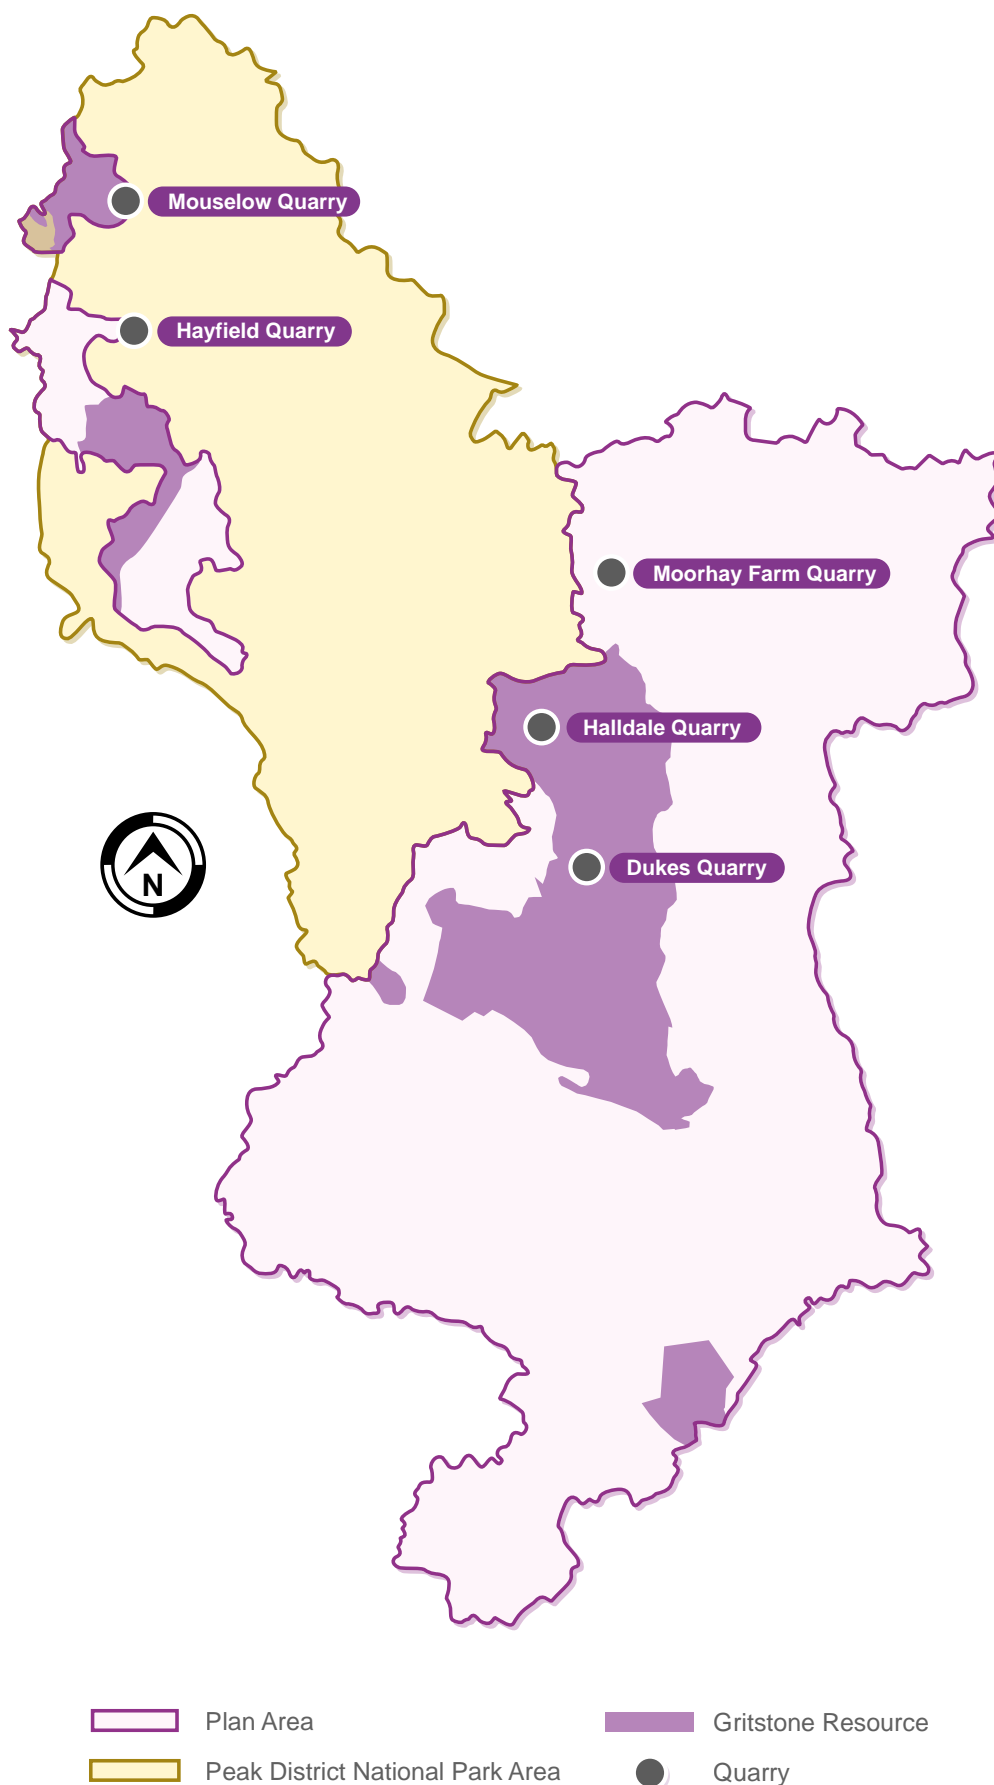 Mouselow Quarry
Hayfield Quarry
Moorhay Farm Quarry
Halldale Quarry
Dukes Quarry
N
Plan Area
Gritstone Resource
Peak District National Park Area
Quarry